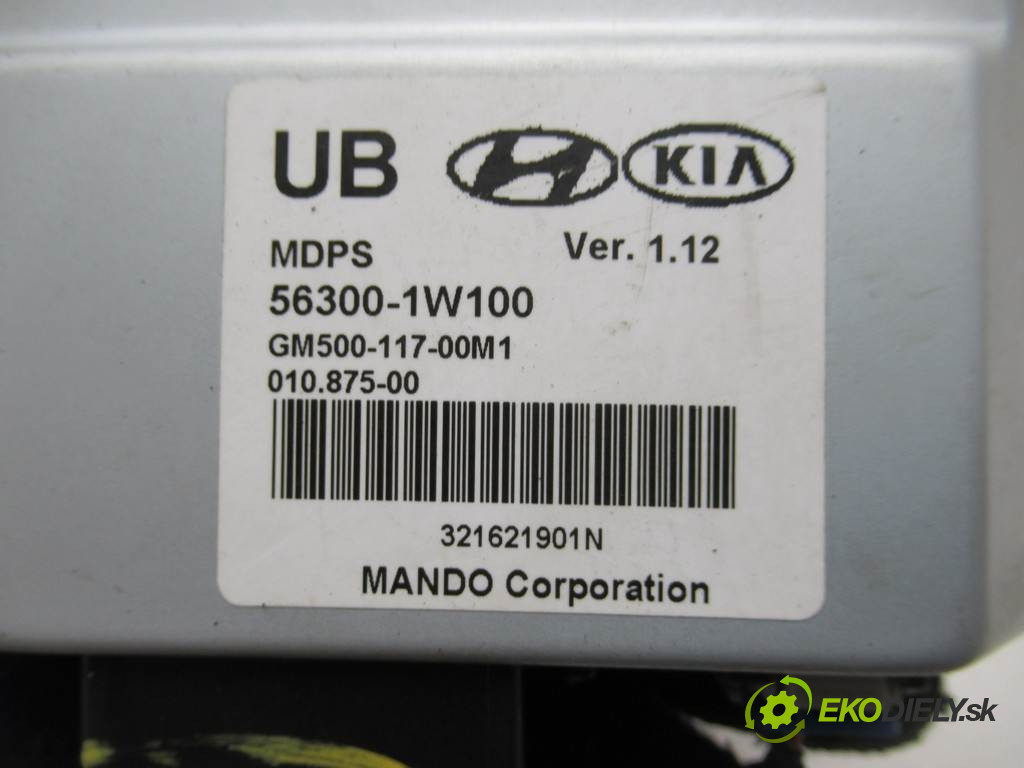 UB KIA
MDPS Ver. 1.12
56300-1W100
GM500-117-00M1
010.875-00
321621901N
MANDO Corporation
EKODIELY.sk